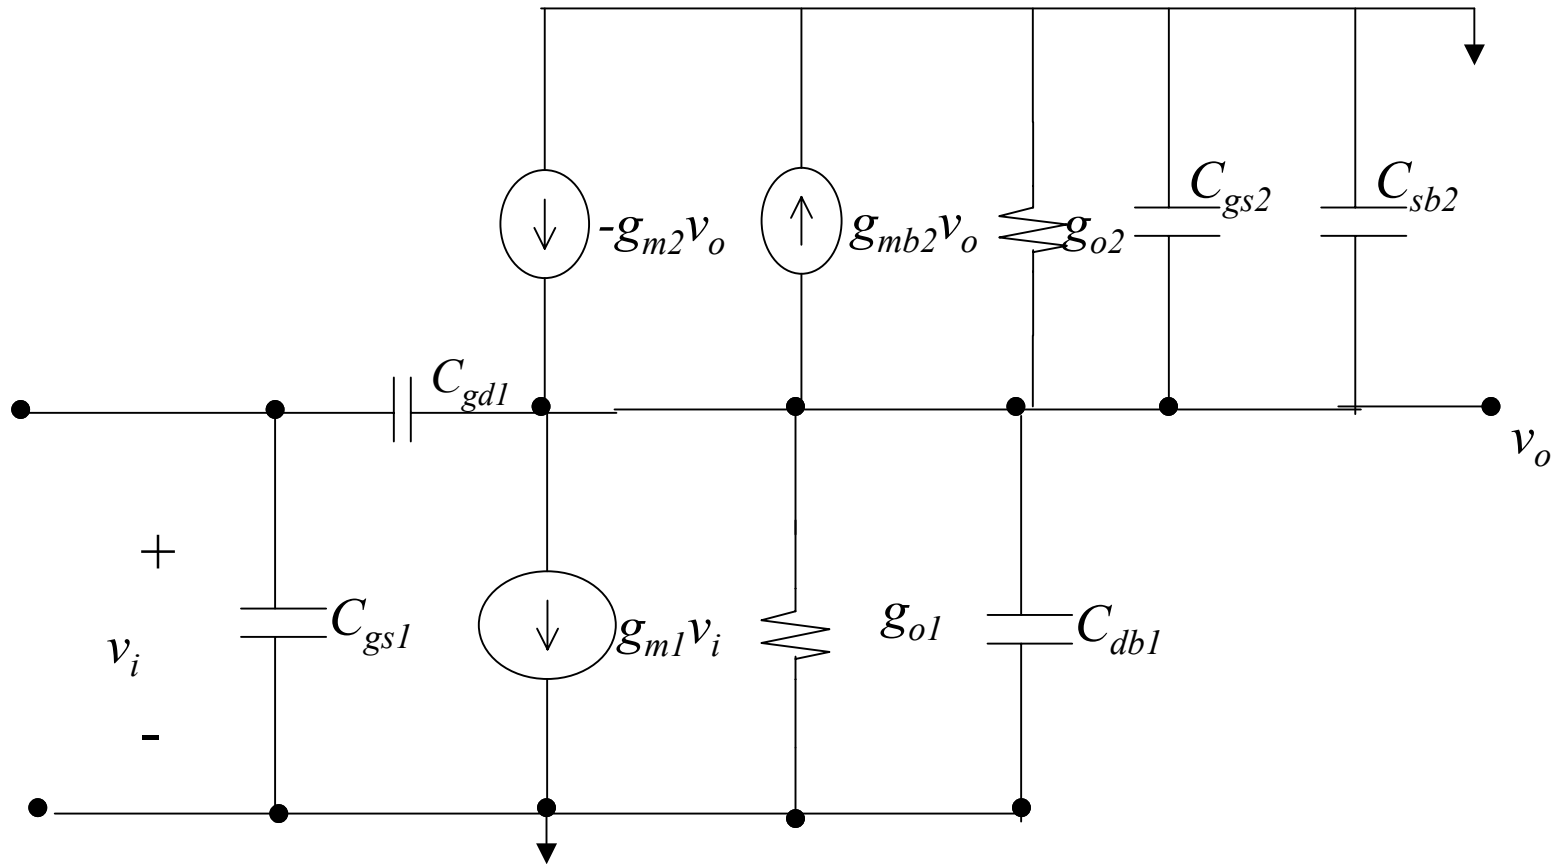 C_gs2
C_sb2
-g_m2v_o
g_mb2v_o
g_o2
C_gd1
v_o
+
C_gs1
g_m1v_i
g_o1
C_db1
v_i
-